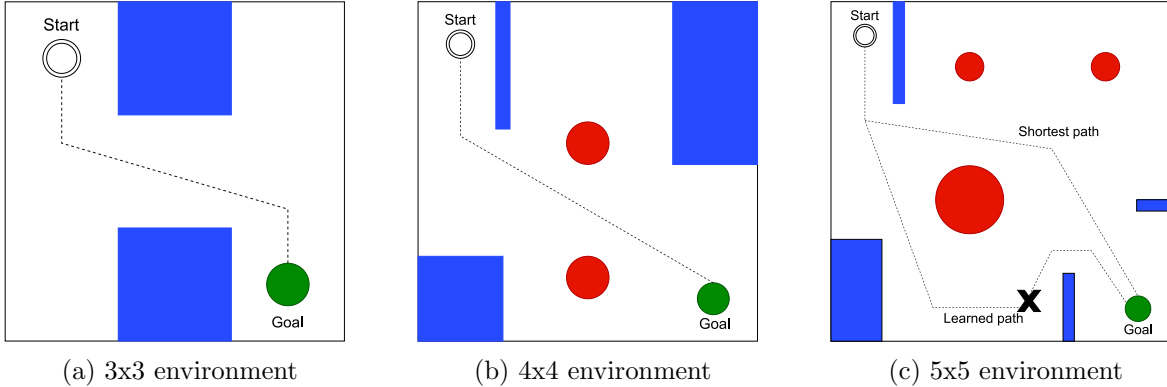 Start
Goal
(a) 3x3 environment
Start
Goal
(b) 4x4 environment
Start
Shortest path
Learned path
Goal
(c) 5x5 environment